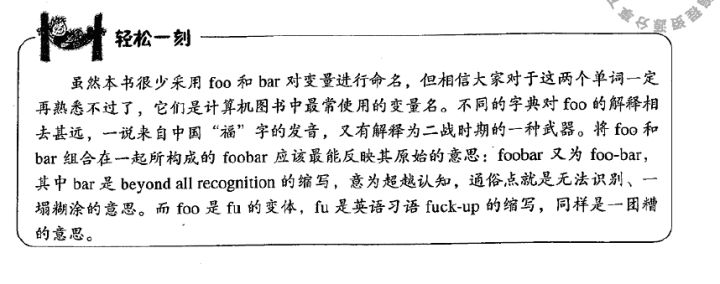 轻松一刻
虽然本书很少采用 foo 和 bar 对变量进行命名，但相信大家对于这两个单词一定
再熟悉不过了，它们是计算机图书中最常使用的变量名。不同的字典对 foo 的解释相
去甚远，一说来自中国“福”字的发音，又有解释为二战时期的一种武器。将 foo 和
bar 组合在一起所构成的 foobar 应该最能反映其原始的意思：foobar 又为 foo-bar，
其中 bar 是 beyond all recognition 的缩写，意为超越认知，通俗点就是无法识别、一
塌糊涂的意思。而 foo 是 fu 的变体，fu 是英语习语 fuck-up 的缩写，同样是一团糟
的意思。